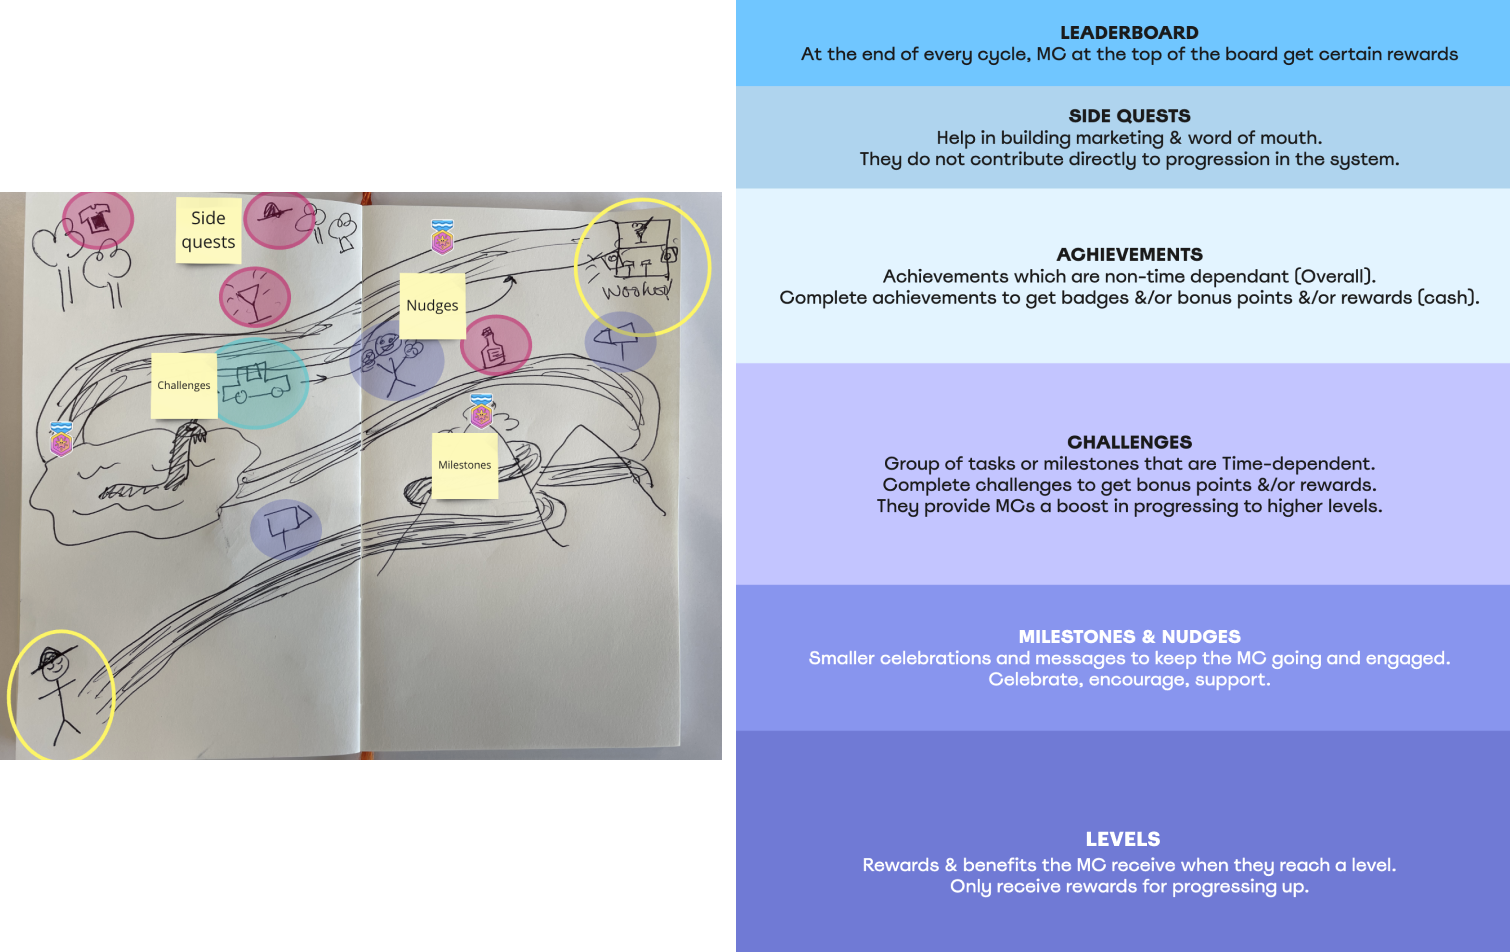 Side
quests
Nudges
Challenges
Milestones
woohoo!
LEADERBOARD
At the end of every cycle, MC at the top of the board get certain rewards
SIDE QUESTS
Help in building marketing & word of mouth.
They do not contribute directly to progression in the system.
ACHIEVEMENTS
Achievements which are non-time dependant (Overall).
Complete achievements to get badges &/or bonus points &/or rewards (cash).
CHALLENGES
Group of tasks or milestones that are Time-dependent.
Complete challenges to get bonus points &/or rewards.
They provide MCs a boost in progressing to higher levels.
MILESTONES & NUDGES
Smaller celebrations and messages to keep the MC going and engaged.
Celebrate, encourage, support.
LEVELS
Rewards & benefits the MC receive when they reach a level.
Only receive rewards for progressing up.